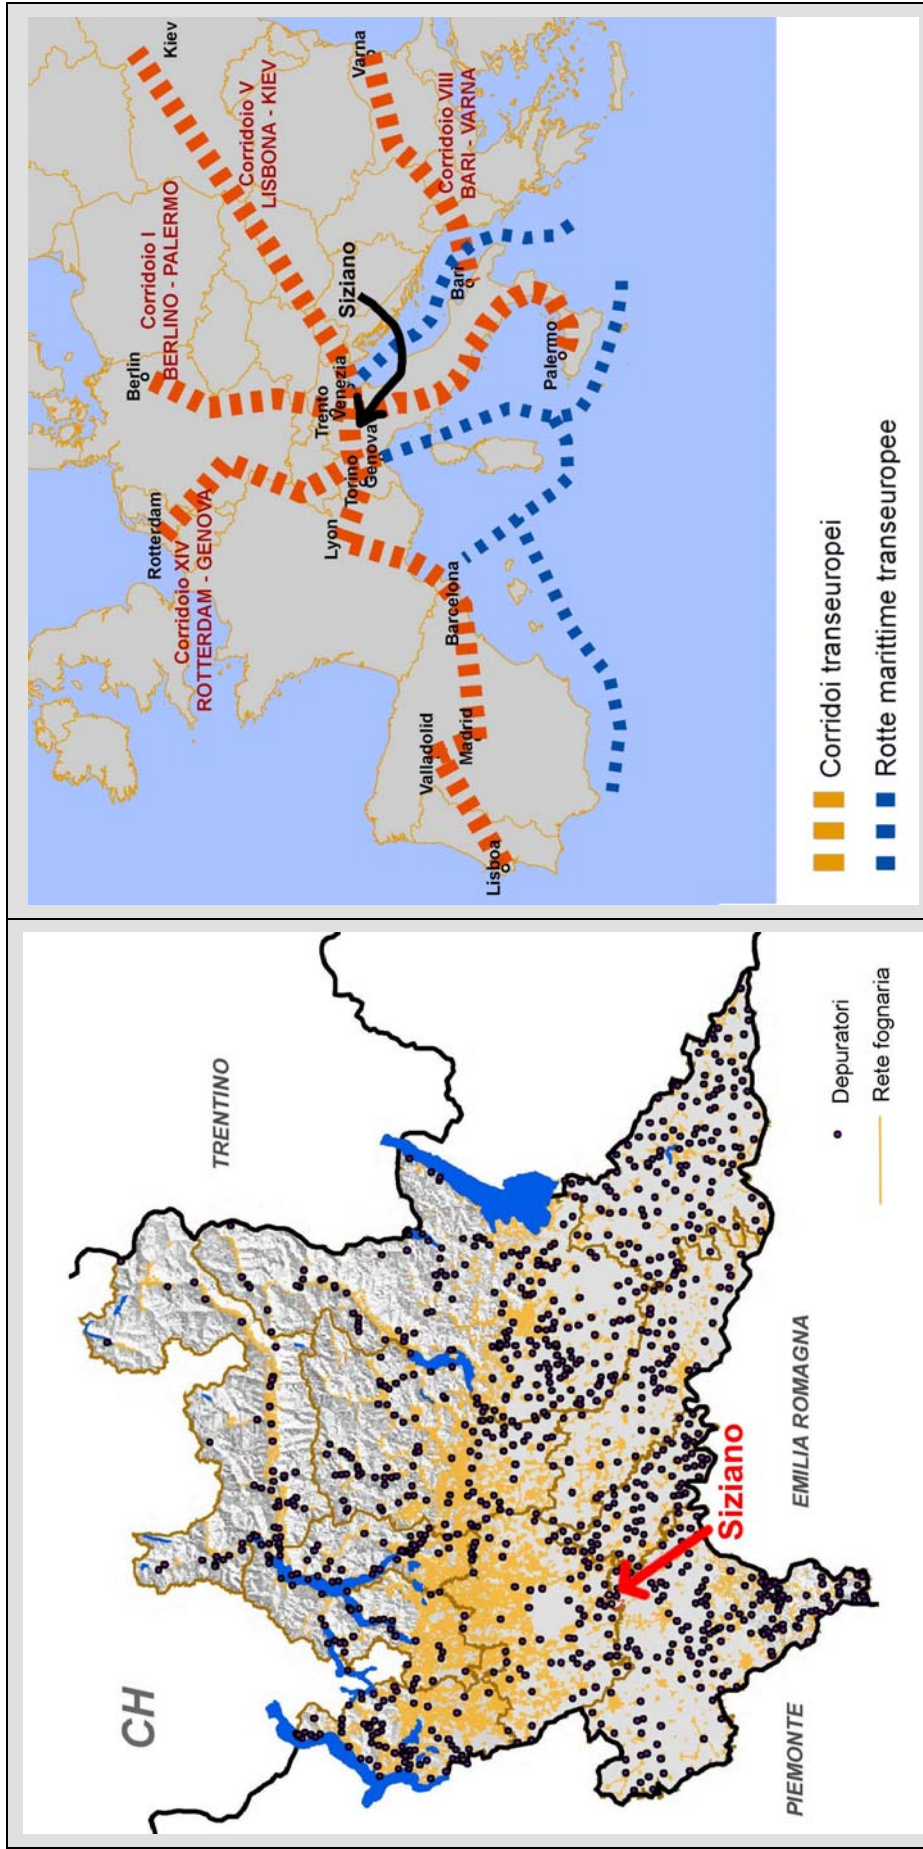 Kiev
Varna
Corridoio V
LISBONA - KIEV
Corridoio VIII
BARI - VARNA
Corridoio I
BERLINO - PALERMO
Berlin
Siziano
Bari
Trento
Venezia
Palermo
Rotterdam
Corridoio XIV
ROTTERDAM - GENOVA
Torino
Genova
Lyon
Barcelona
Valladolid
Madrid
Lisboa
Corridoi transeuropei
Rotte marittime transeuropee
TRENTINO
CH
Siziano
EMILIA ROMAGNA
PIEMONTE
Depuratori
Rete fognaria